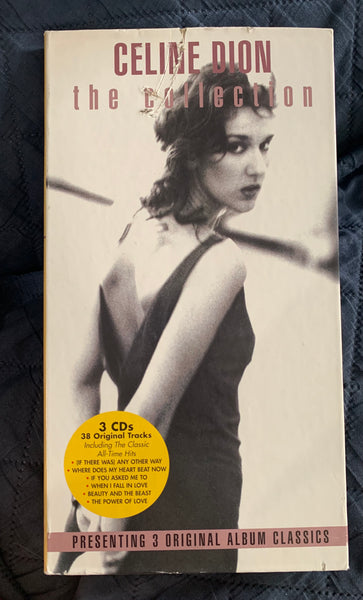 CELINE DION
the collection
3 CDs
38 Original Tracks
Including The Classic
All-Time Hits
• (IF THERE WAS) ANY OTHER WAY
• WHERE DOES MY HEART BEAT NOW
• IF YOU ASKED ME TO
• WHEN I FALL IN LOVE
• BEAUTY AND THE BEAST
• THE POWER OF LOVE
PRESENTING 3 ORIGINAL ALBUM CLASSICS